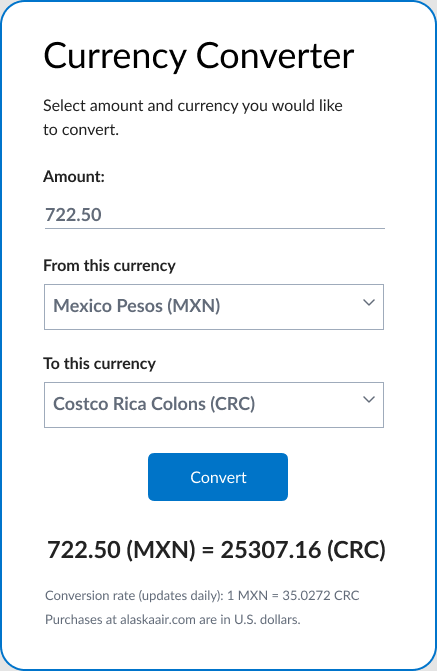 Currency Converter
Select amount and currency you would like
to convert.
Amount:
722.50
From this currency
Mexico Pesos (MXN)
To this currency
Costco Rica Colons (CRC)
Convert
722.50 (MXN) = 25307.16 (CRC)
Conversion rate (updates daily): 1 MXN = 35.0272 CRC
Purchases at alaskaair.com are in U.S. dollars.